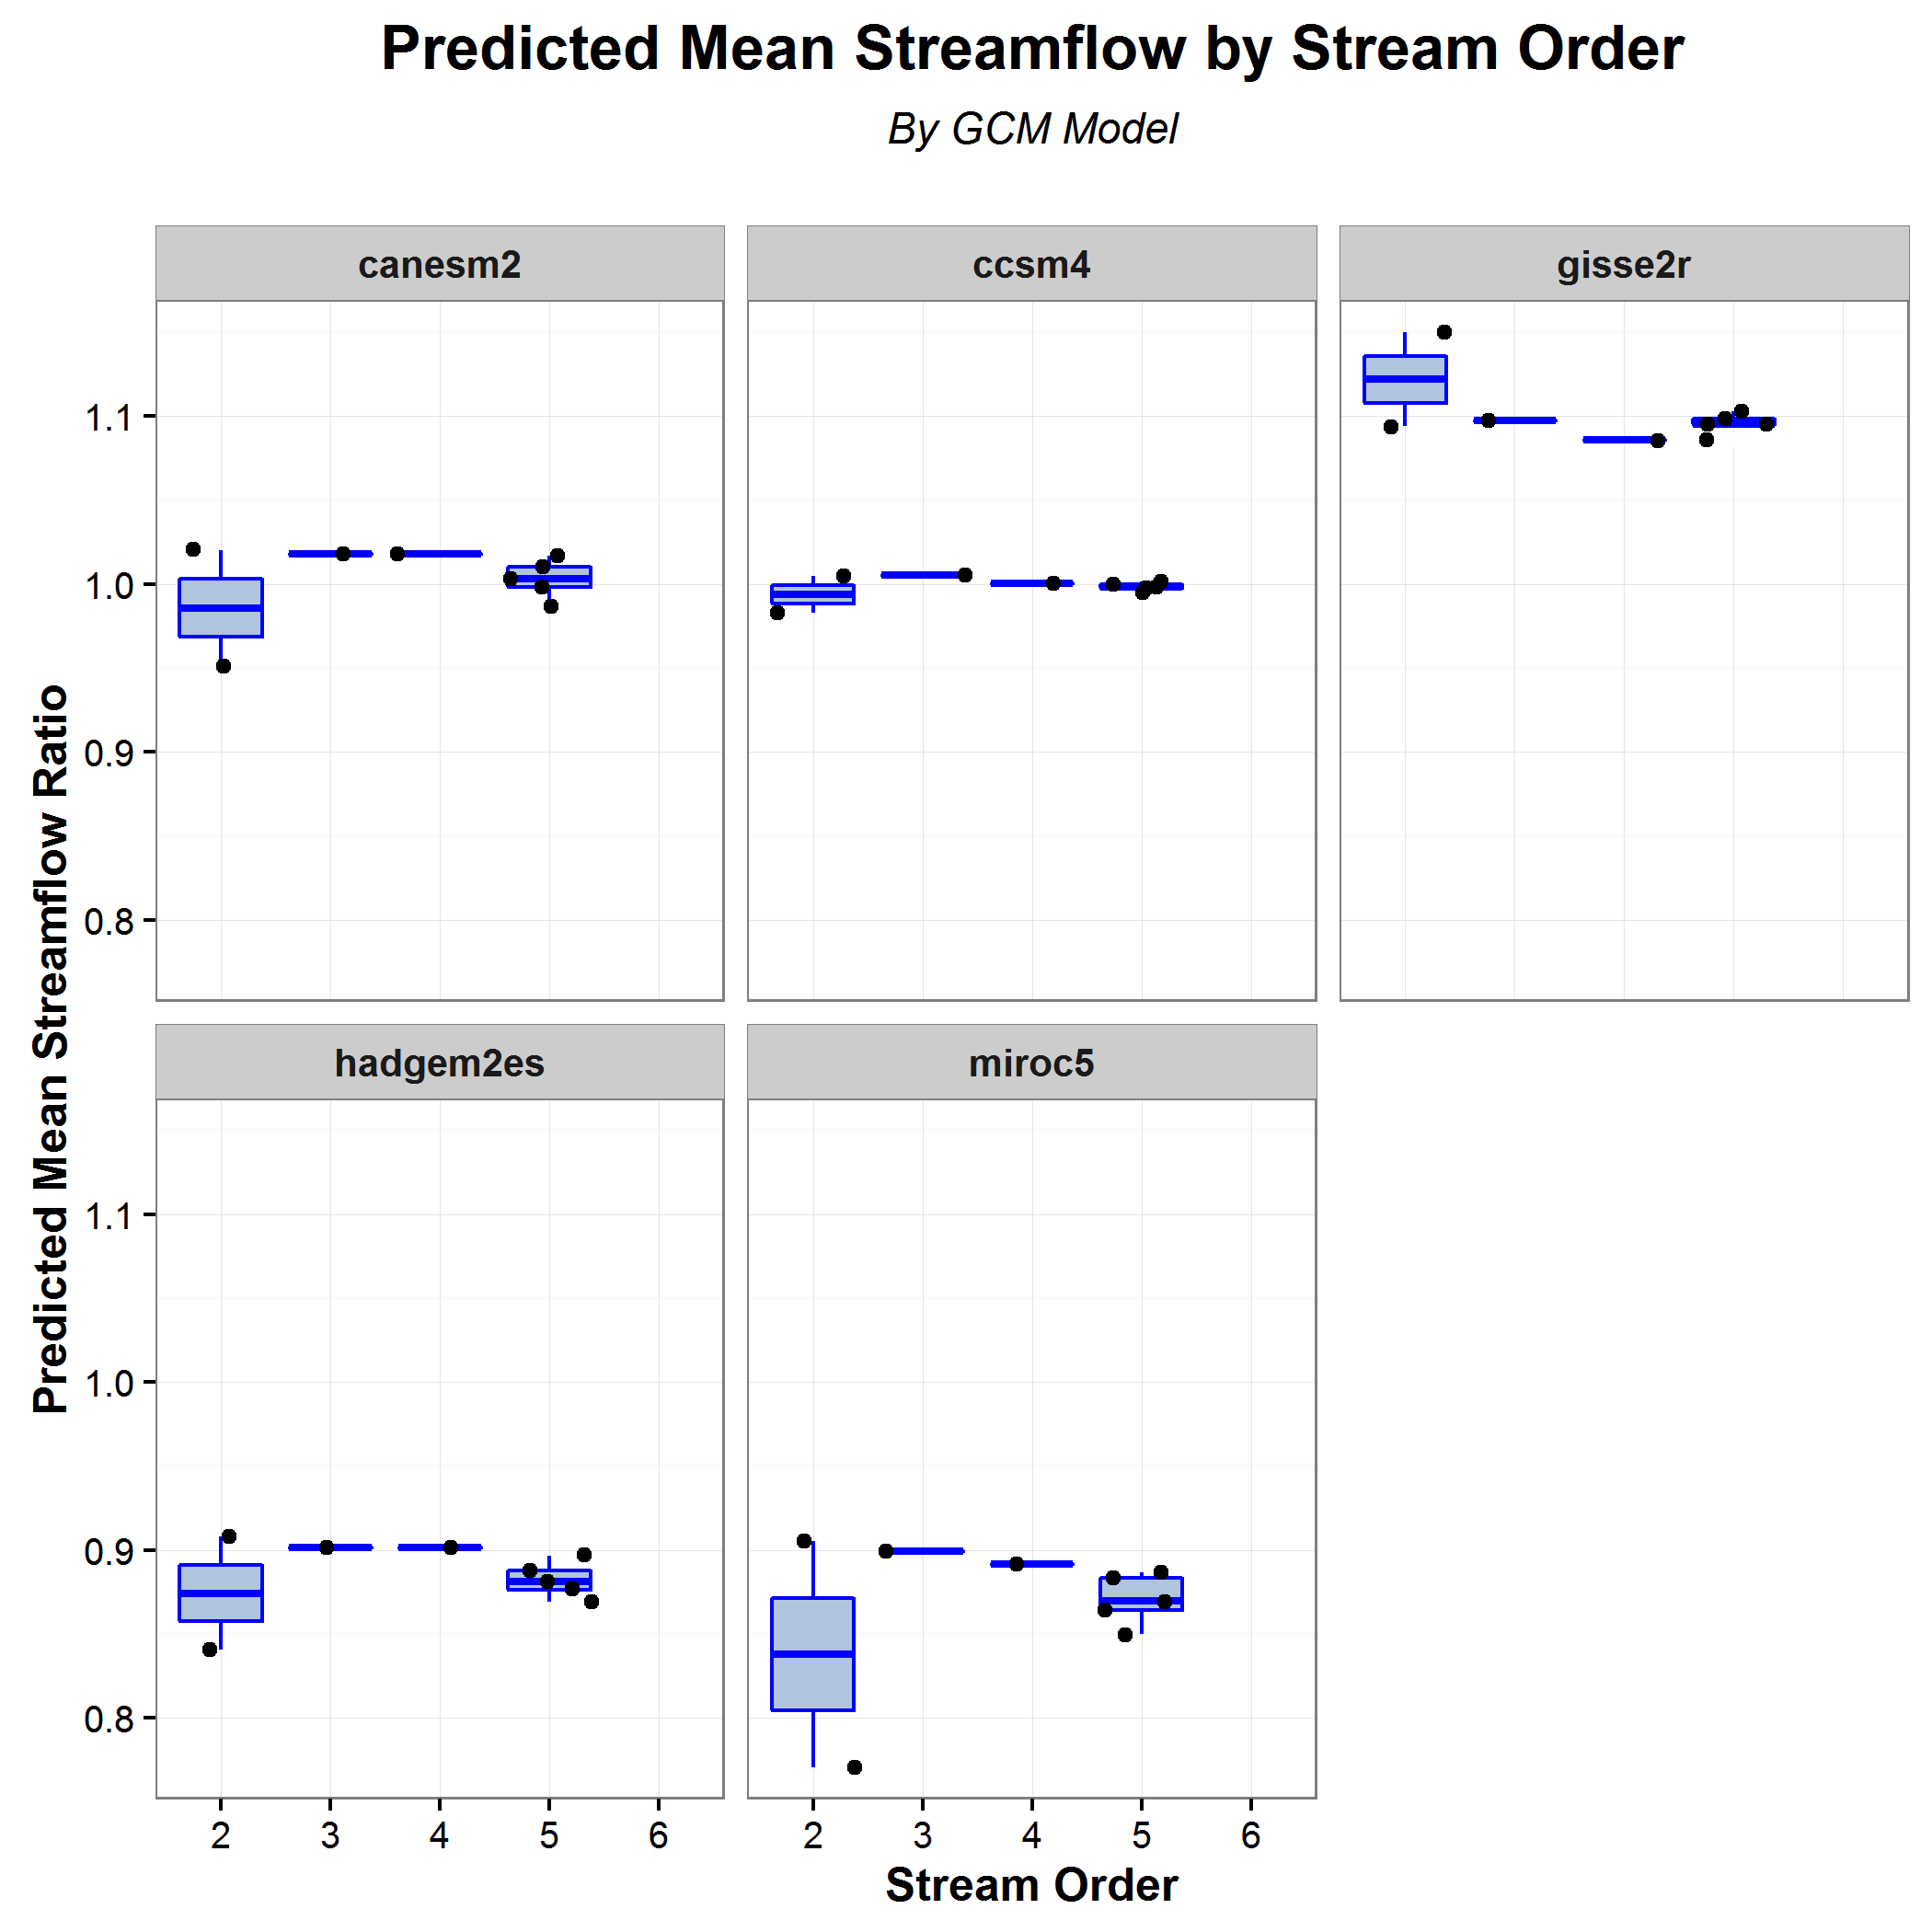 Predicted Mean Streamflow by Stream Order
By GCM Model
canesm2
ccsm4
gisse2r
Predicted Mean Streamflow Ratio
1.1
1.0
0.9
0.8
hadgem2es
miroc5
1.1
1.0
0.9
0.8
2 3 4 5 6
2 3 4 5 6
Stream Order